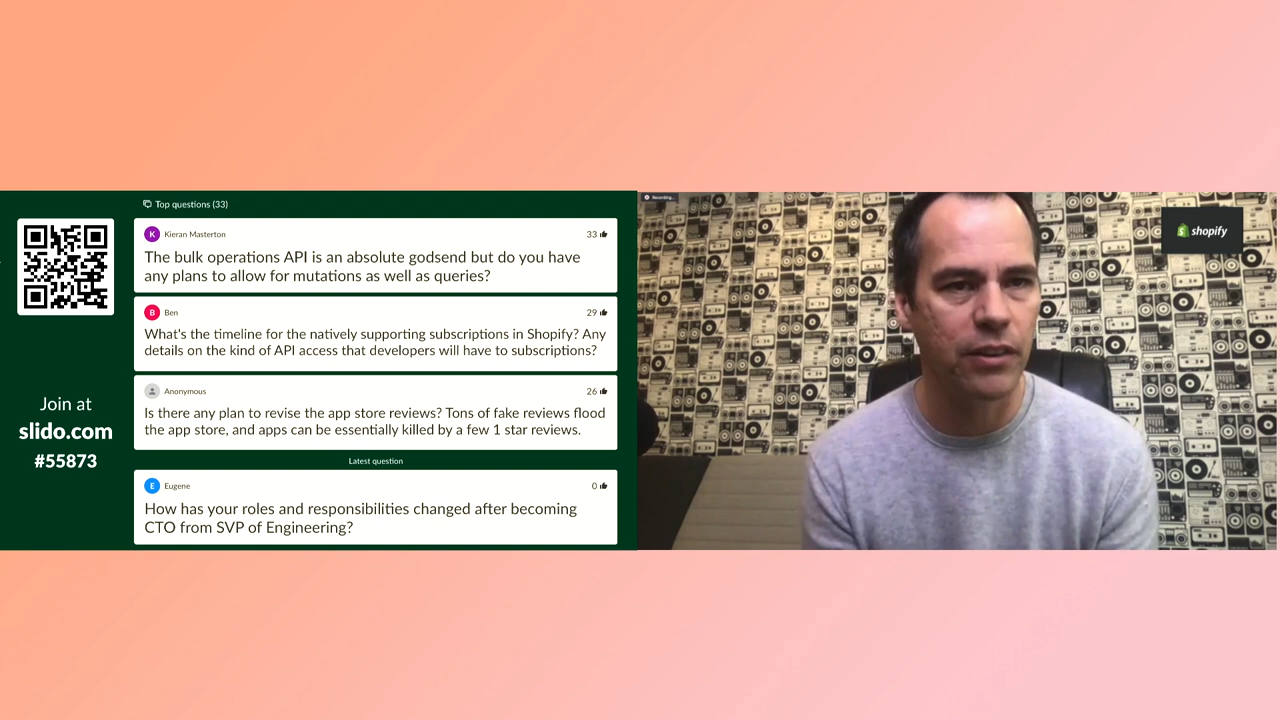 Top questions (33)
K Kieran Masterton 33
The bulk operations API is an absolute godsend but do you have
any plans to allow for mutations as well as queries?
B Ben 29
What's the timeline for the natively supporting subscriptions in Shopify? Any
details on the kind of API access that developers will have to subscriptions?
Anonymous 26
Is there any plan to revise the app store reviews? Tons of fake reviews flood
the app store, and apps can be essentially killed by a few 1 star reviews.
Latest question
E Eugene 0
How has your roles and responsibilities changed after becoming
CTO from SVP of Engineering?
Join at
slido.com
#55873
Recording...
shopify